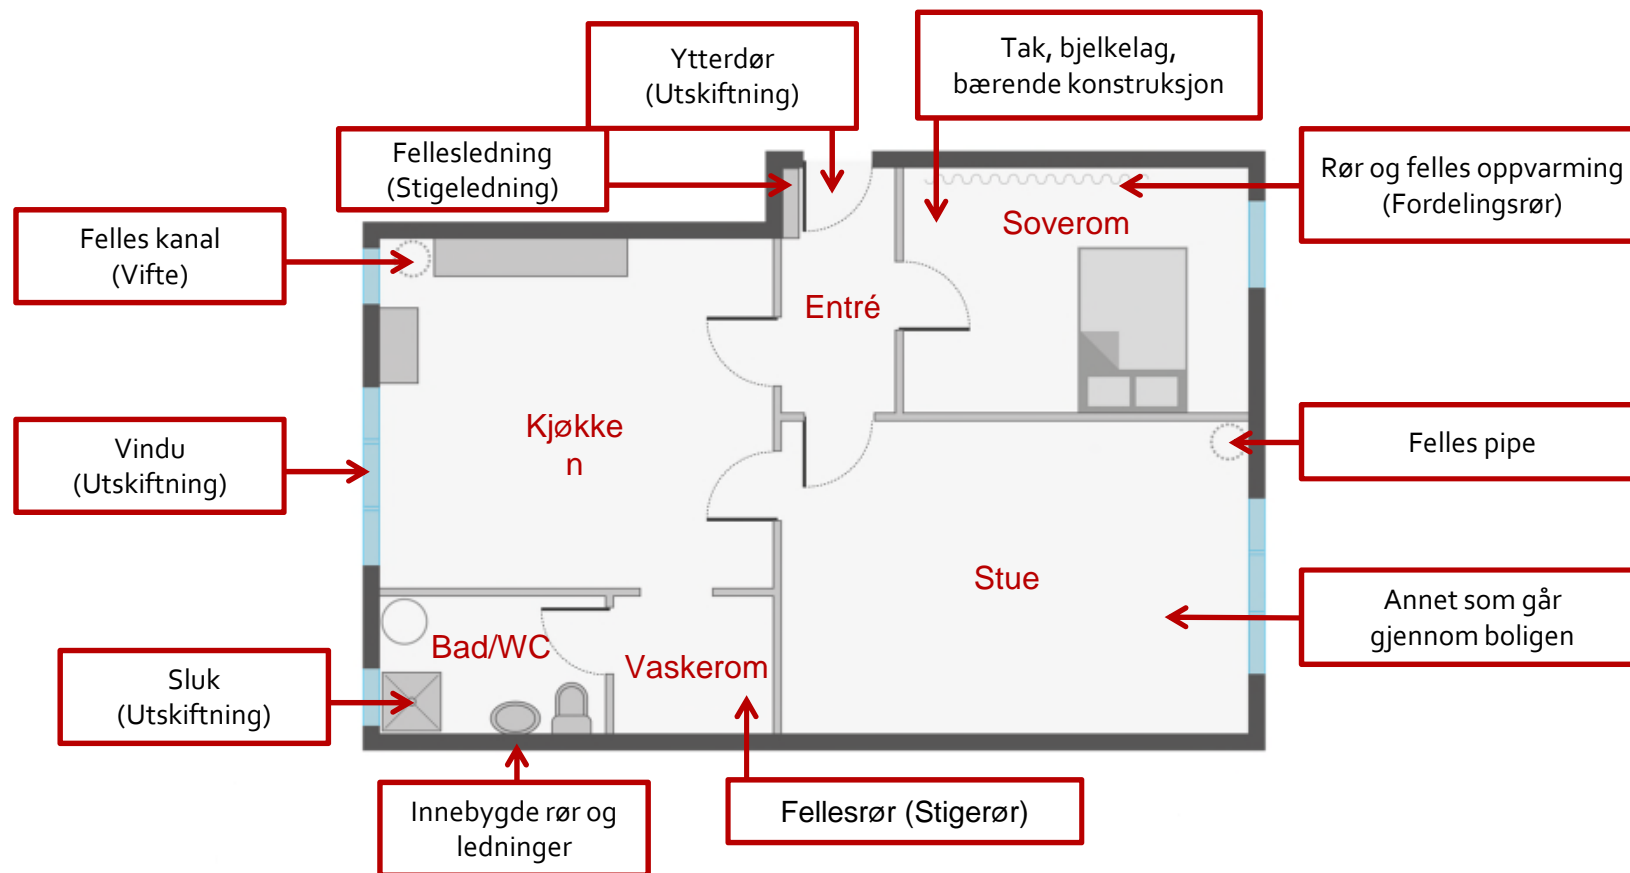 Ytterdør
(Utskiftning)
Tak, bjelkelag,
bærende konstruksjon
Fellesledning
(Stigeledning)
Rør og felles oppvarming
(Fordelingsrør)
Felles kanal
(Vifte)
Soverom
Entré
Kjøkke
n
Vindu
(Utskiftning)
Felles pipe
Stue
Annet som går
gjennom boligen
Bad/WC
Vaskerom
Sluk
(Utskiftning)
Innebygde rør og
ledninger
Fellesrør (Stigerør)